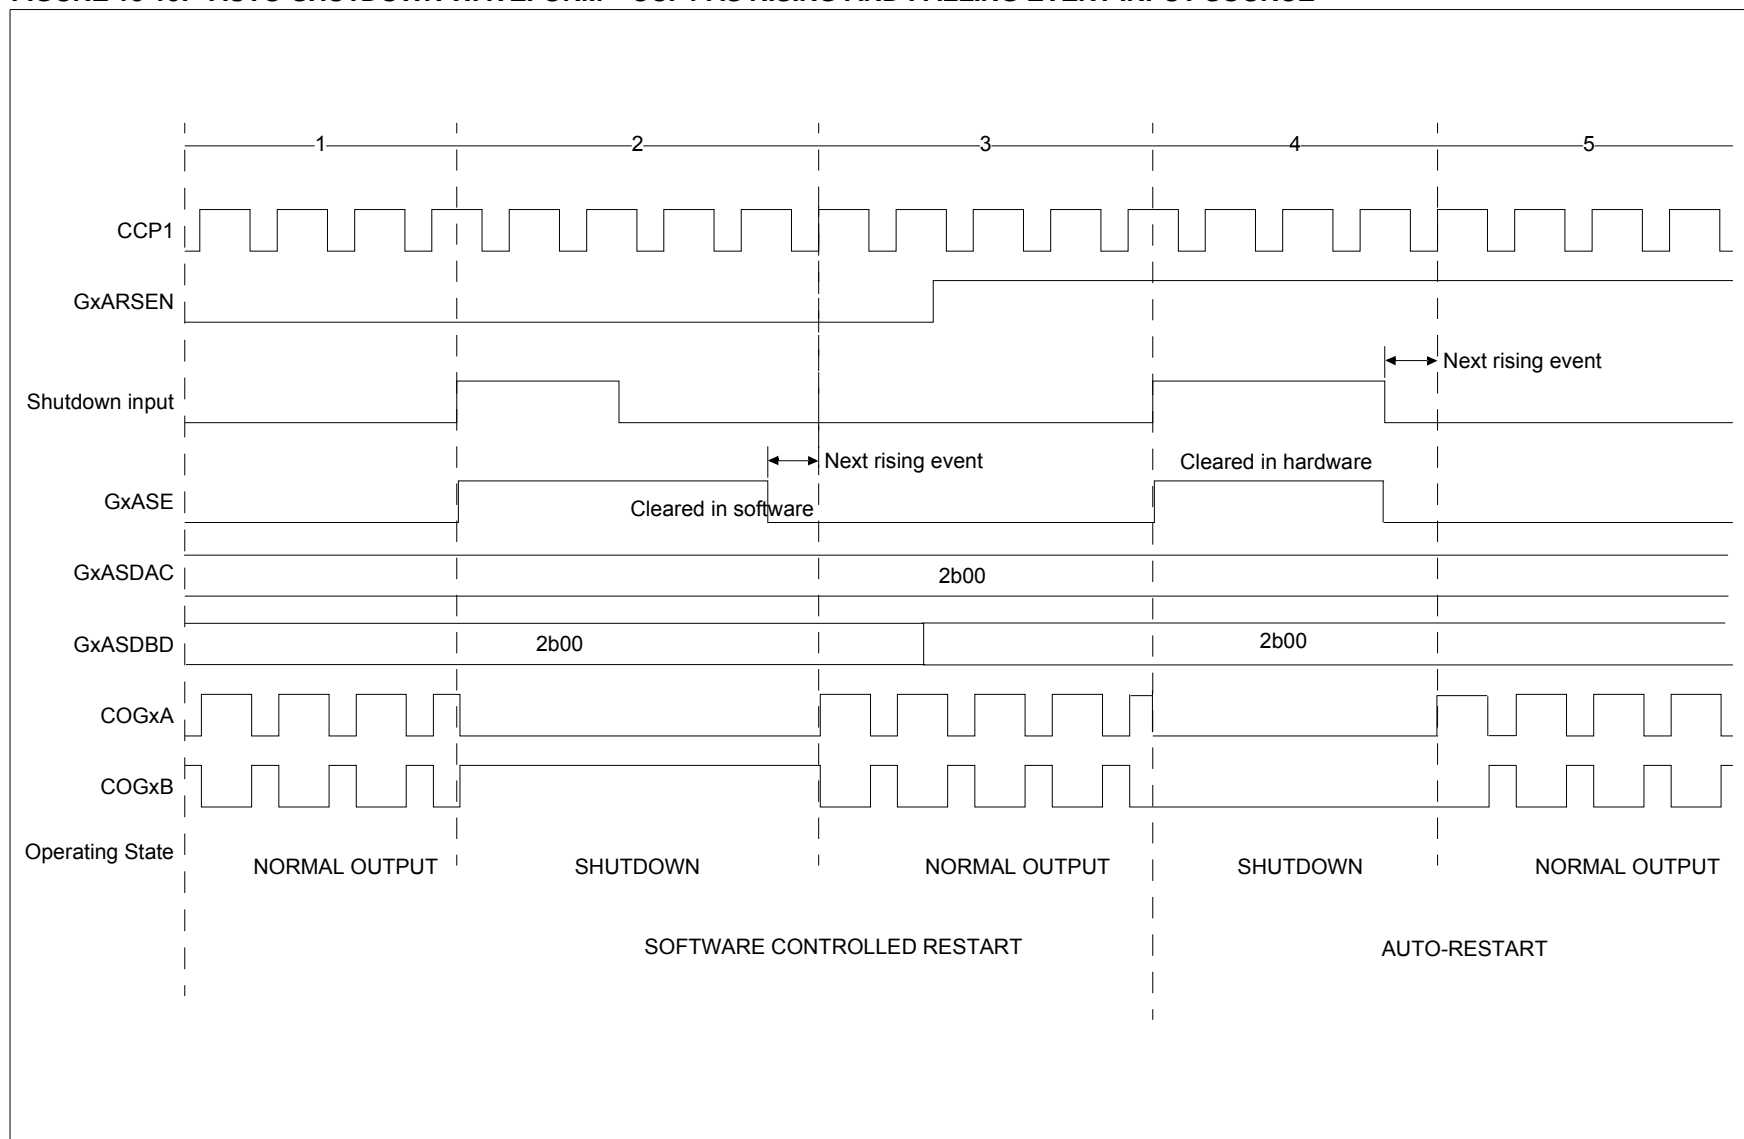 1 2 3 4 5
CCP1
GxARSEN
Next rising event
Shutdown input
Next rising event Cleared in hardware
GxASE
Cleared in software
GxASDAC 2b00
GxASDBD 2b00 2b00
COGxA
COGxB
Operating State
NORMAL OUTPUT SHUTDOWN NORMAL OUTPUT SHUTDOWN NORMAL OUTPUT
SOFTWARE CONTROLLED RESTART AUTO-RESTART